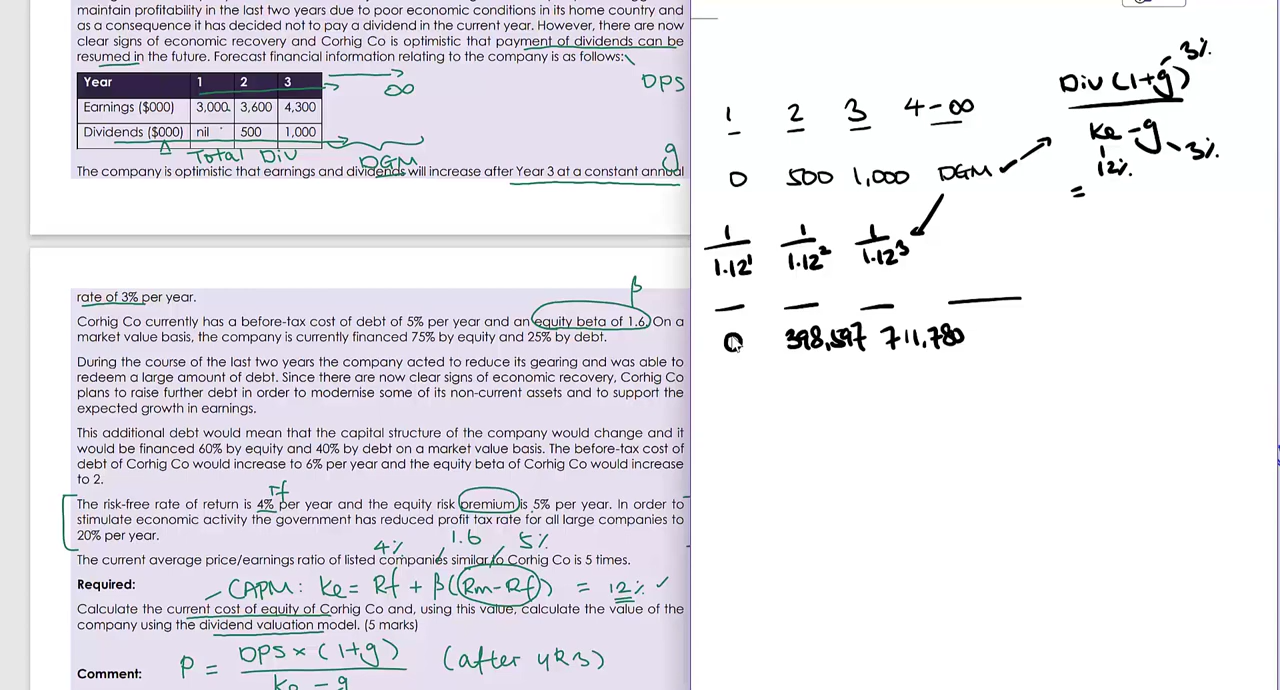 maintain profitability in the last two years due to poor economic conditions in its home country and
as a consequence it has decided not to pay a dividend in the current year. However, there are now
clear signs of economic recovery and Corhig Co is optimistic that payment of dividends can be
resumed in the future. Forecast financial information relating to the company is as follows:
DPS
Year 1 2 3
∞
Earnings ($000) 3,000 3,600 4,300
Dividends ($000) nil 500 1,000
Total Div
DGM
g
The company is optimistic that earnings and dividends will increase after Year 3 at a constant annual
rate of 3% per year.
β
Corhig Co currently has a before-tax cost of debt of 5% per year and an equity beta of 1.6. On a
market value basis, the company is currently financed 75% by equity and 25% by debt.
During the course of the last two years the company acted to reduce its gearing and was able to
redeem a large amount of debt. Since there are now clear signs of economic recovery, Corhig Co
plans to raise further debt in order to modernise some of its non-current assets and to support the
expected growth in earnings.
This additional debt would mean that the capital structure of the company would change and it
would be financed 60% by equity and 40% by debt on a market value basis. The before-tax cost of
debt of Corhig Co would increase to 6% per year and the equity beta of Corhig Co would increase
to 2.
rf
The risk-free rate of return is 4% per year and the equity risk premium is 5% per year. In order to
stimulate economic activity the government has reduced profit tax rate for all large companies to
20% per year.
4% 1.6 5%
The current average price/earnings ratio of listed companies similar to Corhig Co is 5 times.
Required:
CAPM: Ke = Rf + β(Rm - Rf) = 12% ✓
Calculate the current cost of equity of Corhig Co and, using this value, calculate the value of the
company using the dividend valuation model. (5 marks)
Comment:
P = DPS × (1+g) (after YR3)
Ke - g
1 2 3 4 - ∞
0 500 1,000 DGM
Div (1+g) 3%
Ke - g 3%
12%
=
1 1 1
1.12¹ 1.12² 1.12³
0 398,597 711,780